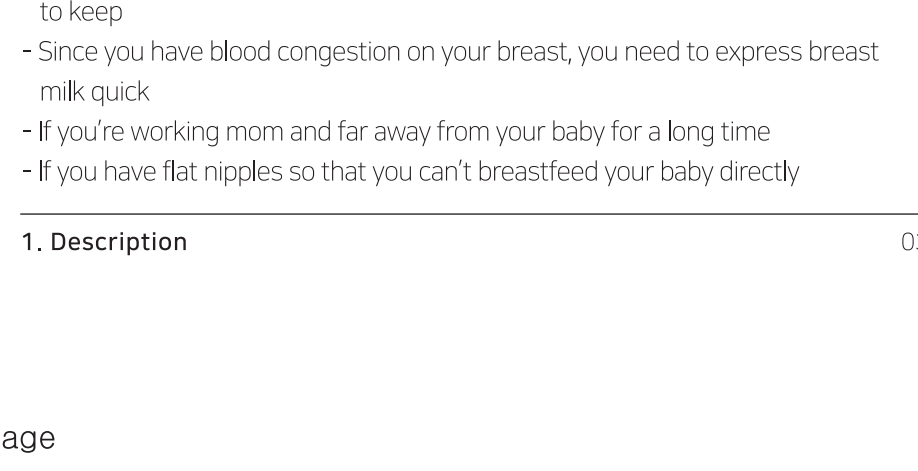 to keep
- Since you have blood congestion on your breast, you need to express breast
milk quick
- If you're working mom and far away from your baby for a long time
- If you have flat nipples so that you can't breastfeed your baby directly
1. Description
age